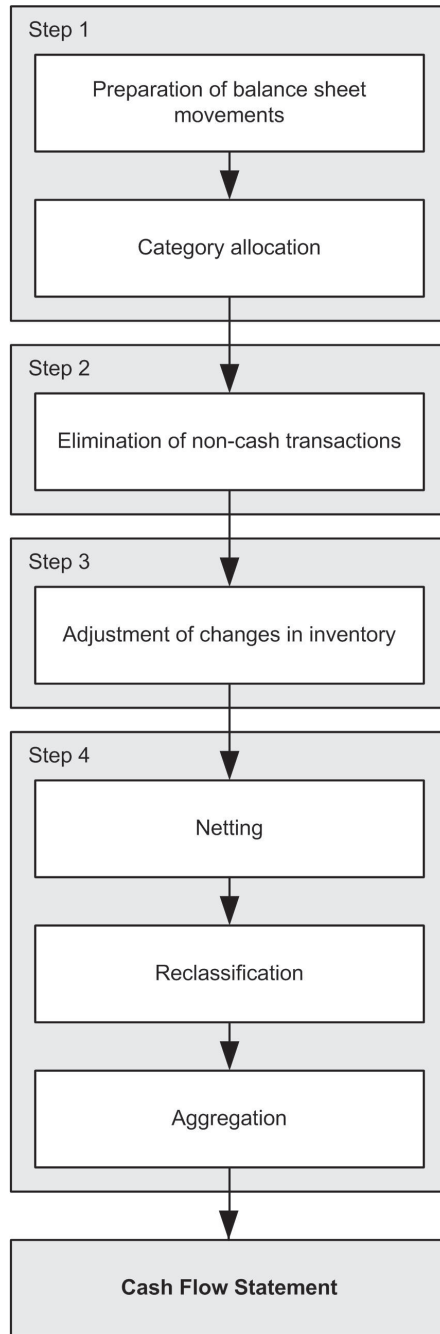 Step 1
Preparation of balance sheet
movements
Category allocation
Step 2
Elimination of non-cash transactions
Step 3
Adjustment of changes in inventory
Step 4
Netting
Reclassification
Aggregation
Cash Flow Statement